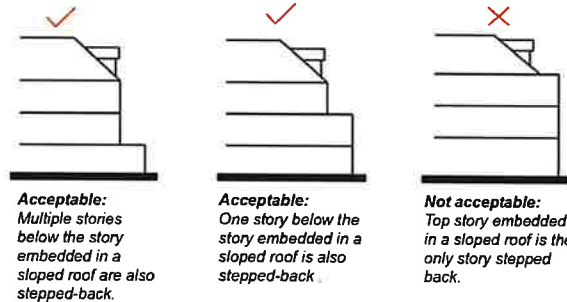 Acceptable:
Multiple stories
below the story
embedded in a
sloped roof are also
stepped-back.
Acceptable:
One story below the
story embedded in a
sloped roof is also
stepped-back
Not acceptable:
Top story embedded
in a sloped roof is the
only story stepped
back.